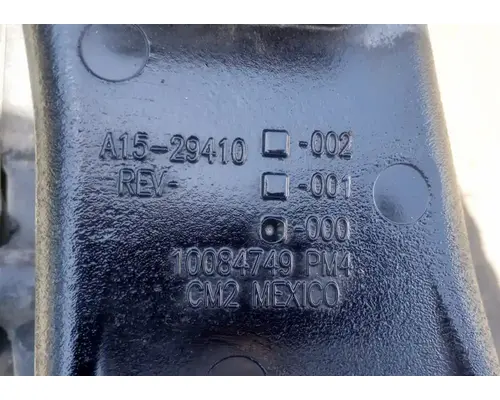 A15-29410 -002
REV- -001
-000
10084749 PM4
CM2 MEXICO